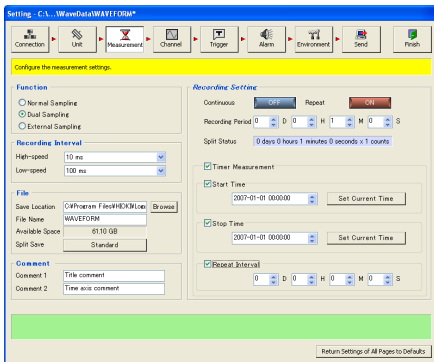 Setting - C:\...\WaveData\WAVEFORM*
Connection Unit Measurement Channel Trigger Alarm Environment Send Finish
Configure the measurement settings.
Function
Normal Sampling
Dual Sampling
External Sampling
Recording Interval
High-speed 10 ms
Low-speed 100 ms
File
Save Location C:\Program Files\HIOKI\Logg Browse
File Name WAVEFORM
Available Space 61.10 GB
Split Save Standard
Comment
Comment 1 Title comment
Comment 2 Time axis comment
Recording Setting
Continuous OFF Repeat ON
Recording Period 0 D 0 H 1 M 0 S
Split Status 0 days 0 hours 1 minutes 0 seconds x 1 counts
Timer Measurement
Start Time
2007-01-01 00:00:00 Set Current Time
Stop Time
2007-01-01 00:00:00 Set Current Time
Repeat Interval
0 D 0 H 0 M 0 S
Return Settings of All Pages to Defaults